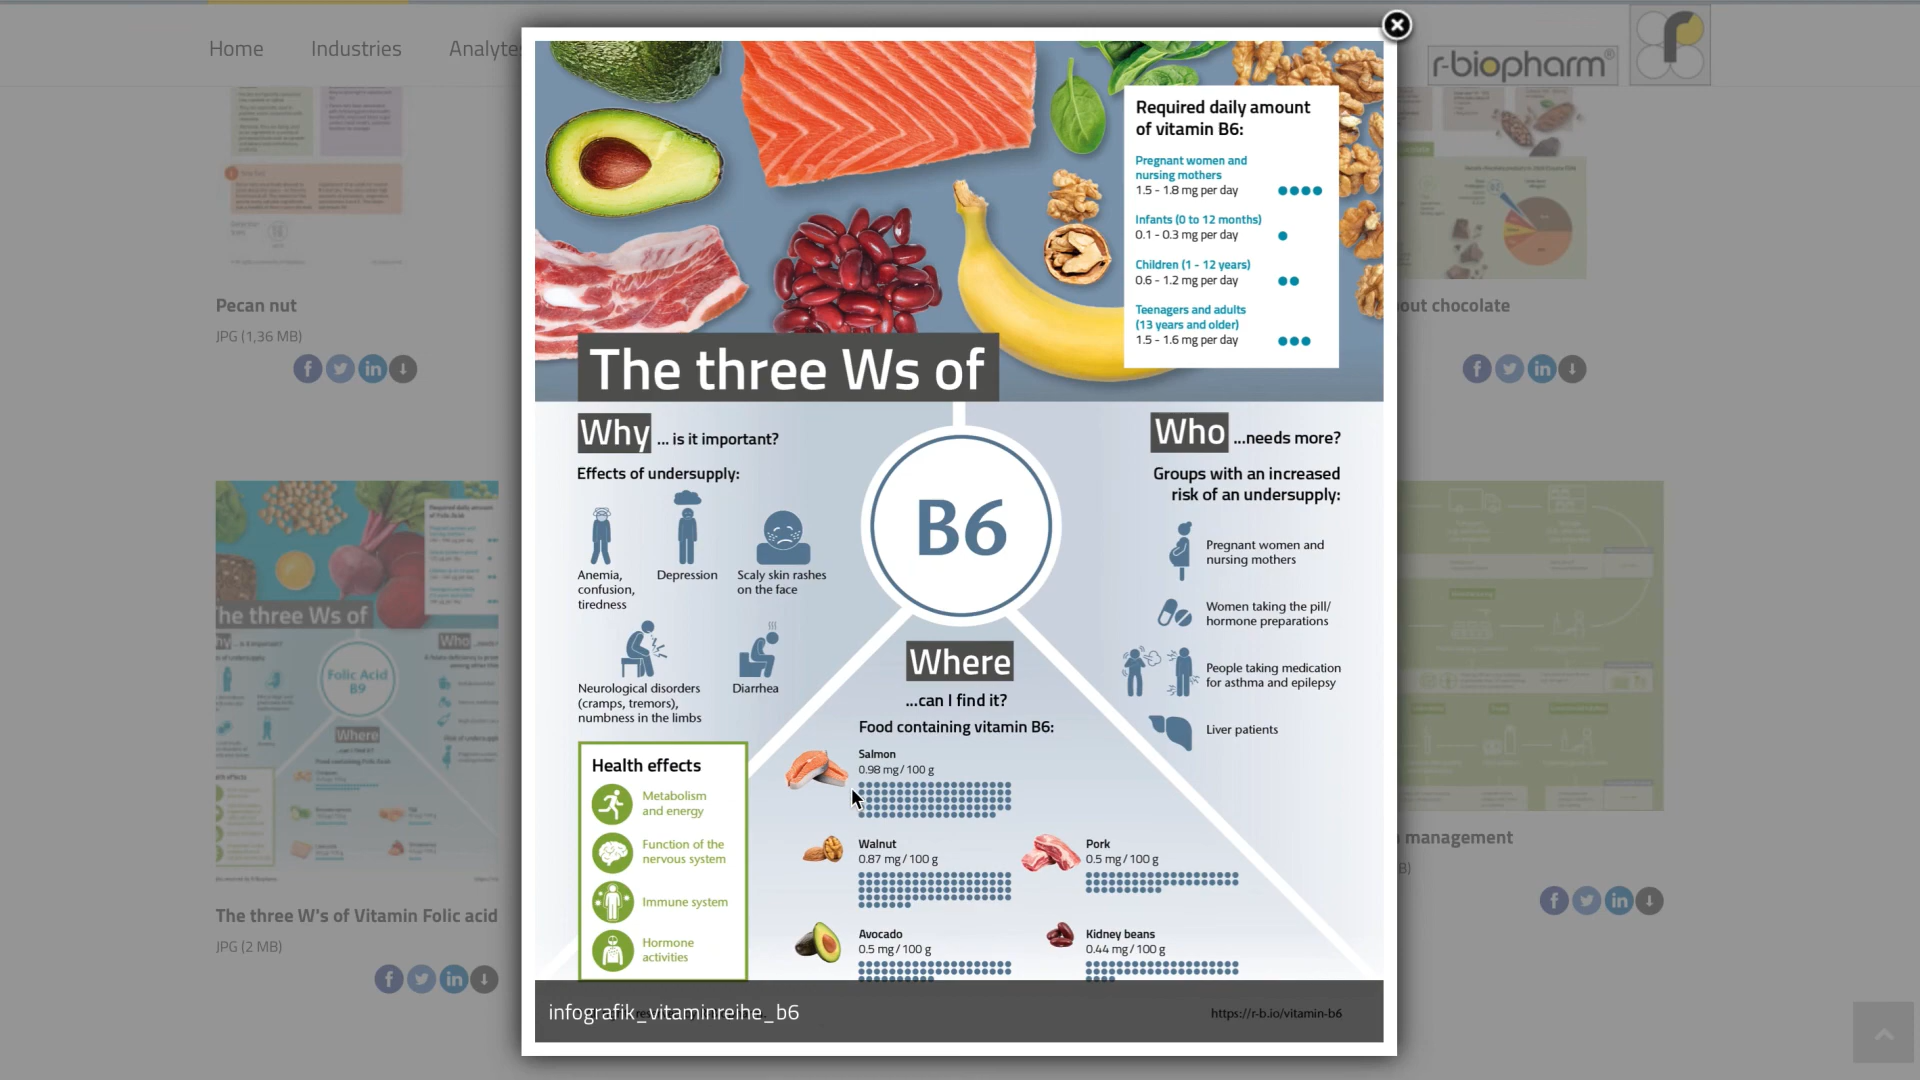 Home
Industries
Analytes
r-biopharm®
Pecan nut
JPG (1,36 MB)
out chocolate
The three Ws of
Folic Acid
B9
Where
The three W's of Vitamin Folic acid
JPG (2 MB)
management
Required daily amount
of vitamin B6:
Pregnant women and
nursing mothers
1.5 - 1.8 mg per day
Infants (0 to 12 months)
0.1 - 0.3 mg per day
Children (1 - 12 years)
0.6 - 1.2 mg per day
Teenagers and adults
(13 years and older)
1.5 - 1.6 mg per day
The three Ws of
Why ... is it important?
Effects of undersupply:
Anemia,
confusion,
tiredness
Depression
Scaly skin rashes
on the face
Neurological disorders
(cramps, tremors),
numbness in the limbs
Diarrhea
B6
Who ...needs more?
Groups with an increased
risk of an undersupply:
Pregnant women and
nursing mothers
Women taking the pill/
hormone preparations
People taking medication
for asthma and epilepsy
Liver patients
Where
...can I find it?
Food containing vitamin B6:
Salmon
0.98 mg / 100 g
Walnut
0.87 mg / 100 g
Pork
0.5 mg / 100 g
Avocado
0.5 mg / 100 g
Kidney beans
0.44 mg / 100 g
Health effects
Metabolism
and energy
Function of the
nervous system
Immune system
Hormone
activities
infografik_vitaminreihe_b6
https://r-b.io/vitamin-b6